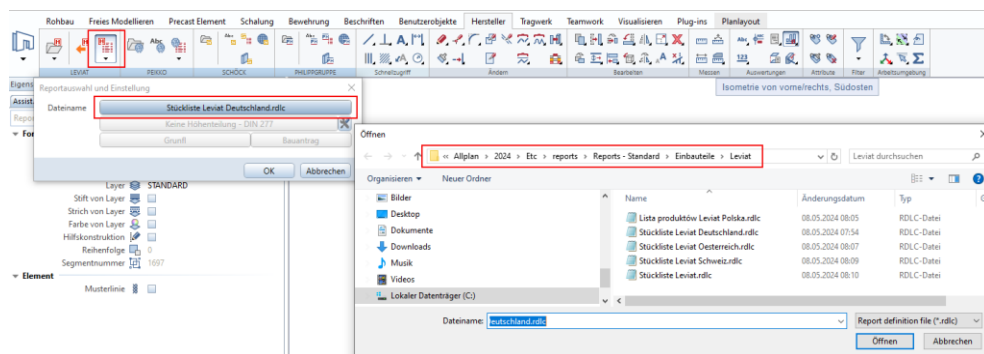 Rohbau Freies Modellieren Precast Element Schalung Bewehrung Beschriften Benutzerobjekte Hersteller Tragwerk Teamwork Visualisieren Plug-ins Planlayout
LEVIAT PEIKKO SCHÖCK PHILIPPGRUPPE Schnellzugriff Ändern Bearbeiten Messen Auswertungen Attribute Filter Arbeitsumgebung
Eigens
Assist
Repor
For
Reportauswahl und Einstellung
Dateiname Stückliste Leviat Deutschland.rdlc
Keine Höhenteilung - DIN 277
Grunfl Bauantrag
OK Abbrechen
Isometrie von vorne/rechts, Südosten
Layer STANDARD
Stift von Layer
Strich von Layer
Farbe von Layer
Hilfskonstruktion
Reihenfolge 0
Segmentnummer 1697
Element
Musterlinie
Öffnen
« Allplan > 2024 > Etc > reports > Reports - Standard > Einbauteile > Leviat
Leviat durchsuchen
Organisieren Neuer Ordner
Bilder
Desktop
Dokumente
Downloads
Musik
Videos
Lokaler Datenträger (C:)
Name Änderungsdatum Typ
Lista produktów Leviat Polska.rdlc 08.05.2024 08:05 RDLC-Datei
Stückliste Leviat Deutschland.rdlc 08.05.2024 07:54 RDLC-Datei
Stückliste Leviat Oesterreich.rdlc 08.05.2024 08:07 RDLC-Datei
Stückliste Leviat Schweiz.rdlc 08.05.2024 08:09 RDLC-Datei
Stückliste Leviat.rdlc 08.05.2024 08:10 RDLC-Datei
Dateiname: eutschland.rdlc Report definition file (*.rdlc)
Öffnen Abbrechen